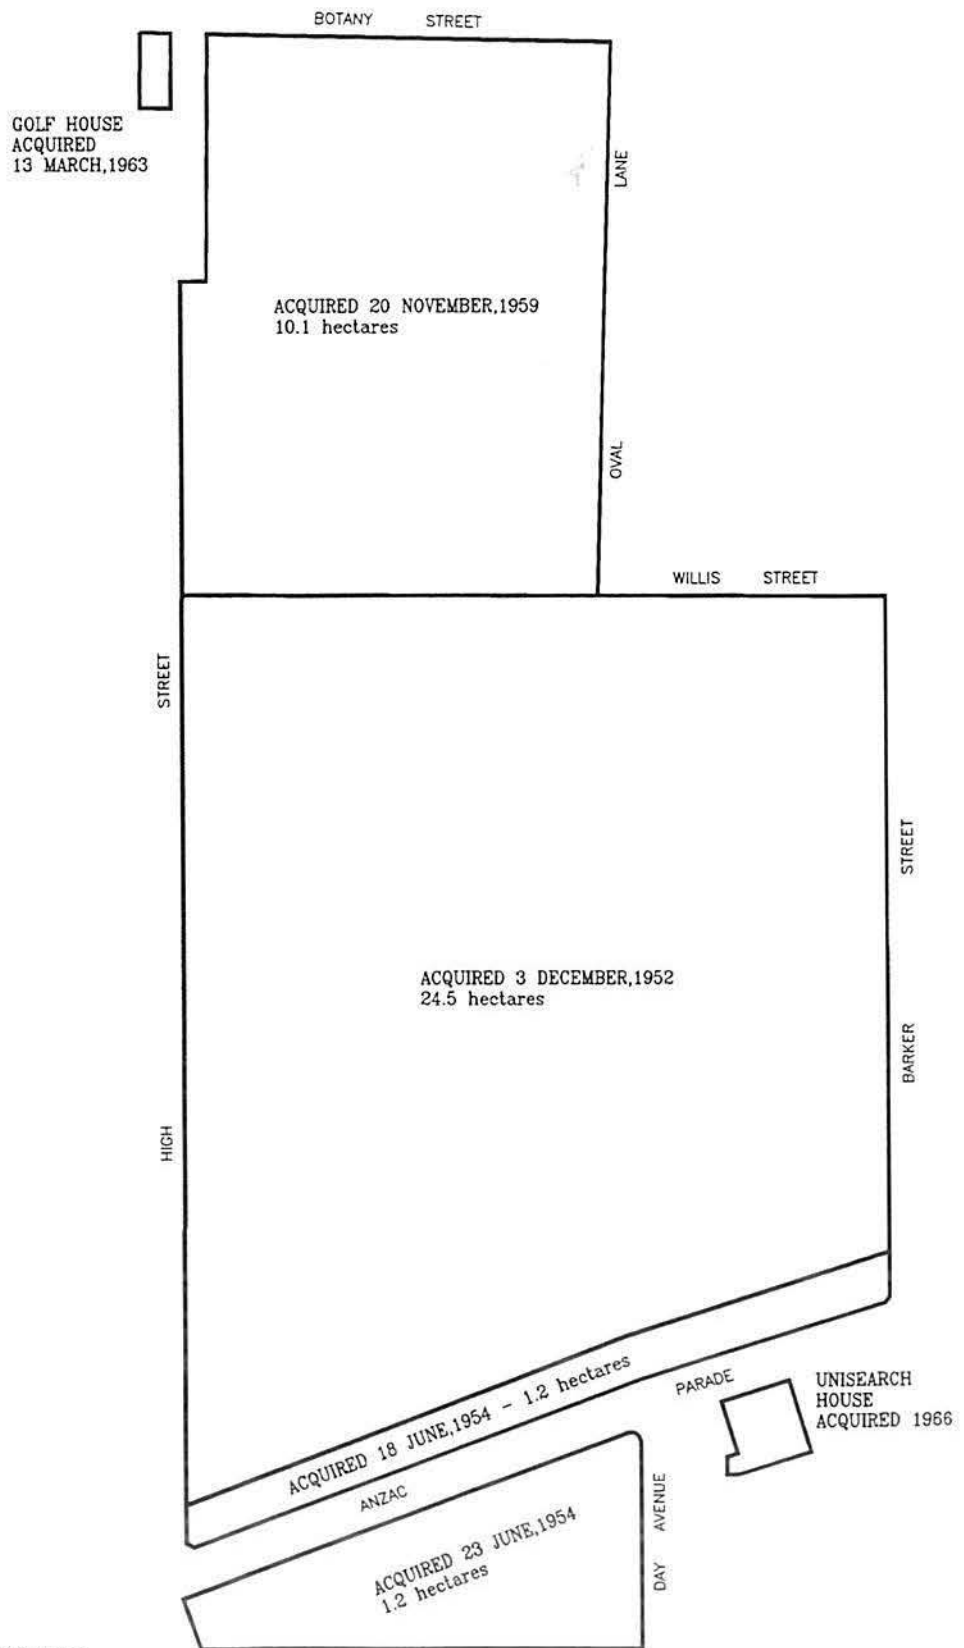 BOTANY STREET
GOLF HOUSE
ACQUIRED
13 MARCH,1963
LANE
ACQUIRED 20 NOVEMBER,1959
10.1 hectares
OVAL
WILLIS STREET
STREET
STREET
ACQUIRED 3 DECEMBER,1952
24.5 hectares
BARKER
HIGH
ACQUIRED 18 JUNE,1954 - 1.2 hectares
PARADE
UNISEARCH
HOUSE
ACQUIRED 1966
ANZAC
DAY AVENUE
ACQUIRED 23 JUNE,1954
1.2 hectares